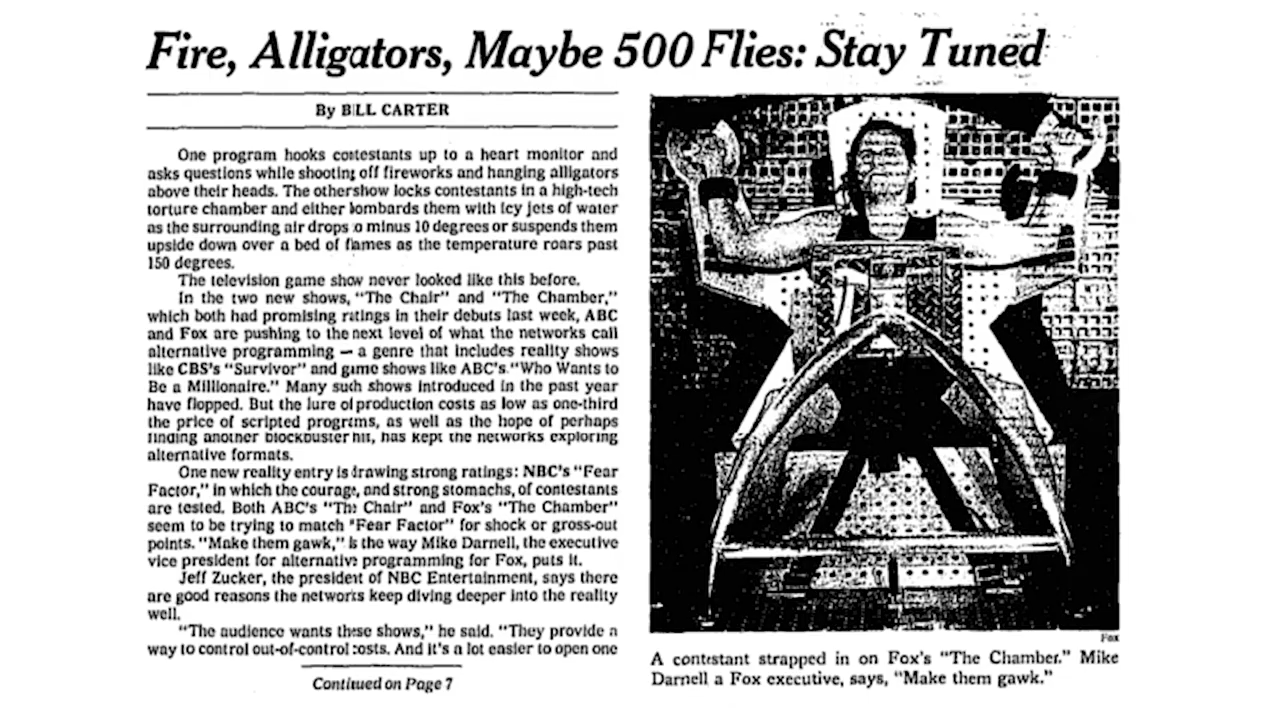 Fire, Alligators, Maybe 500 Flies: Stay Tuned
By BILL CARTER
One program hooks contestants up to a heart monitor and
asks questions while shooting off fireworks and hanging alligators
above their heads. The othershow locks contestants in a high-tech
torture chamber and either bombards them with icy jets of water
as the surrounding air drops to minus 10 degrees or suspends them
upside down over a bed of flames as the temperature roars past
150 degrees.
The television game show never looked like this before.
In the two new shows, "The Chair" and "The Chamber,"
which both had promising ratings in their debuts last week, ABC
and Fox are pushing to the next level of what the networks call
alternative programming — a genre that includes reality shows
like CBS's "Survivor" and game shows like ABC's "Who Wants to
Be a Millionaire." Many such shows introduced in the past year
have flopped. But the lure of production costs as low as one-third
the price of scripted programs, as well as the hope of perhaps
finding another blockbuster hit, has kept the networks exploring
alternative formats.
One new reality entry is drawing strong ratings: NBC's "Fear
Factor," in which the courage, and strong stomachs, of contestants
are tested. Both ABC's "The Chair" and Fox's "The Chamber"
seem to be trying to match "Fear Factor" for shock or gross-out
points. "Make them gawk," is the way Mike Darnell, the executive
vice president for alternative programming for Fox, puts it.
Jeff Zucker, the president of NBC Entertainment, says there
are good reasons the networks keep diving deeper into the reality
well.
"The audience wants these shows," he said. "They provide a
way to control out-of-control costs. And it's a lot easier to open one
Continued on Page 7
Fox
A contestant strapped in on Fox's "The Chamber." Mike
Darnell a Fox executive, says, "Make them gawk."